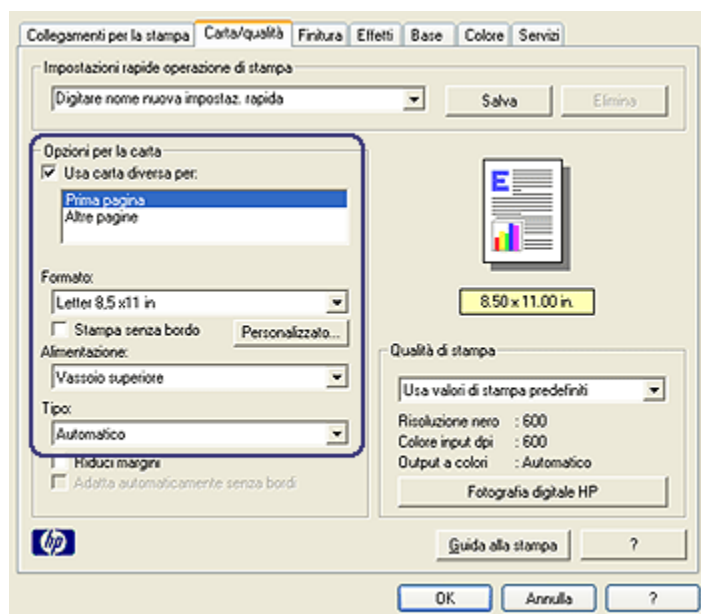 Collegamenti per la stampa Carta/qualità Finitura Effetti Base Colore Servizi
Impostazioni rapide operazione di stampa
Digitare nome nuova impostaz. rapida
Salva Elimina
Opzioni per la carta
Usa carta diversa per:
Prima pagina
Altre pagine
Formato:
Letter 8,5 x11 in
Stampa senza bordo Personalizzato...
Alimentazione:
Vassoio superiore
Tipo:
Automatico
Riduci margini
Adatta automaticamente senza bordi
E
8.50 x 11.00 in.
Qualità di stampa
Usa valori di stampa predefiniti
Risoluzione nero : 600
Colore input dpi : 600
Output a colori : Automatico
Fotografia digitale HP
hp
Guida alla stampa ?
OK Annulla ?